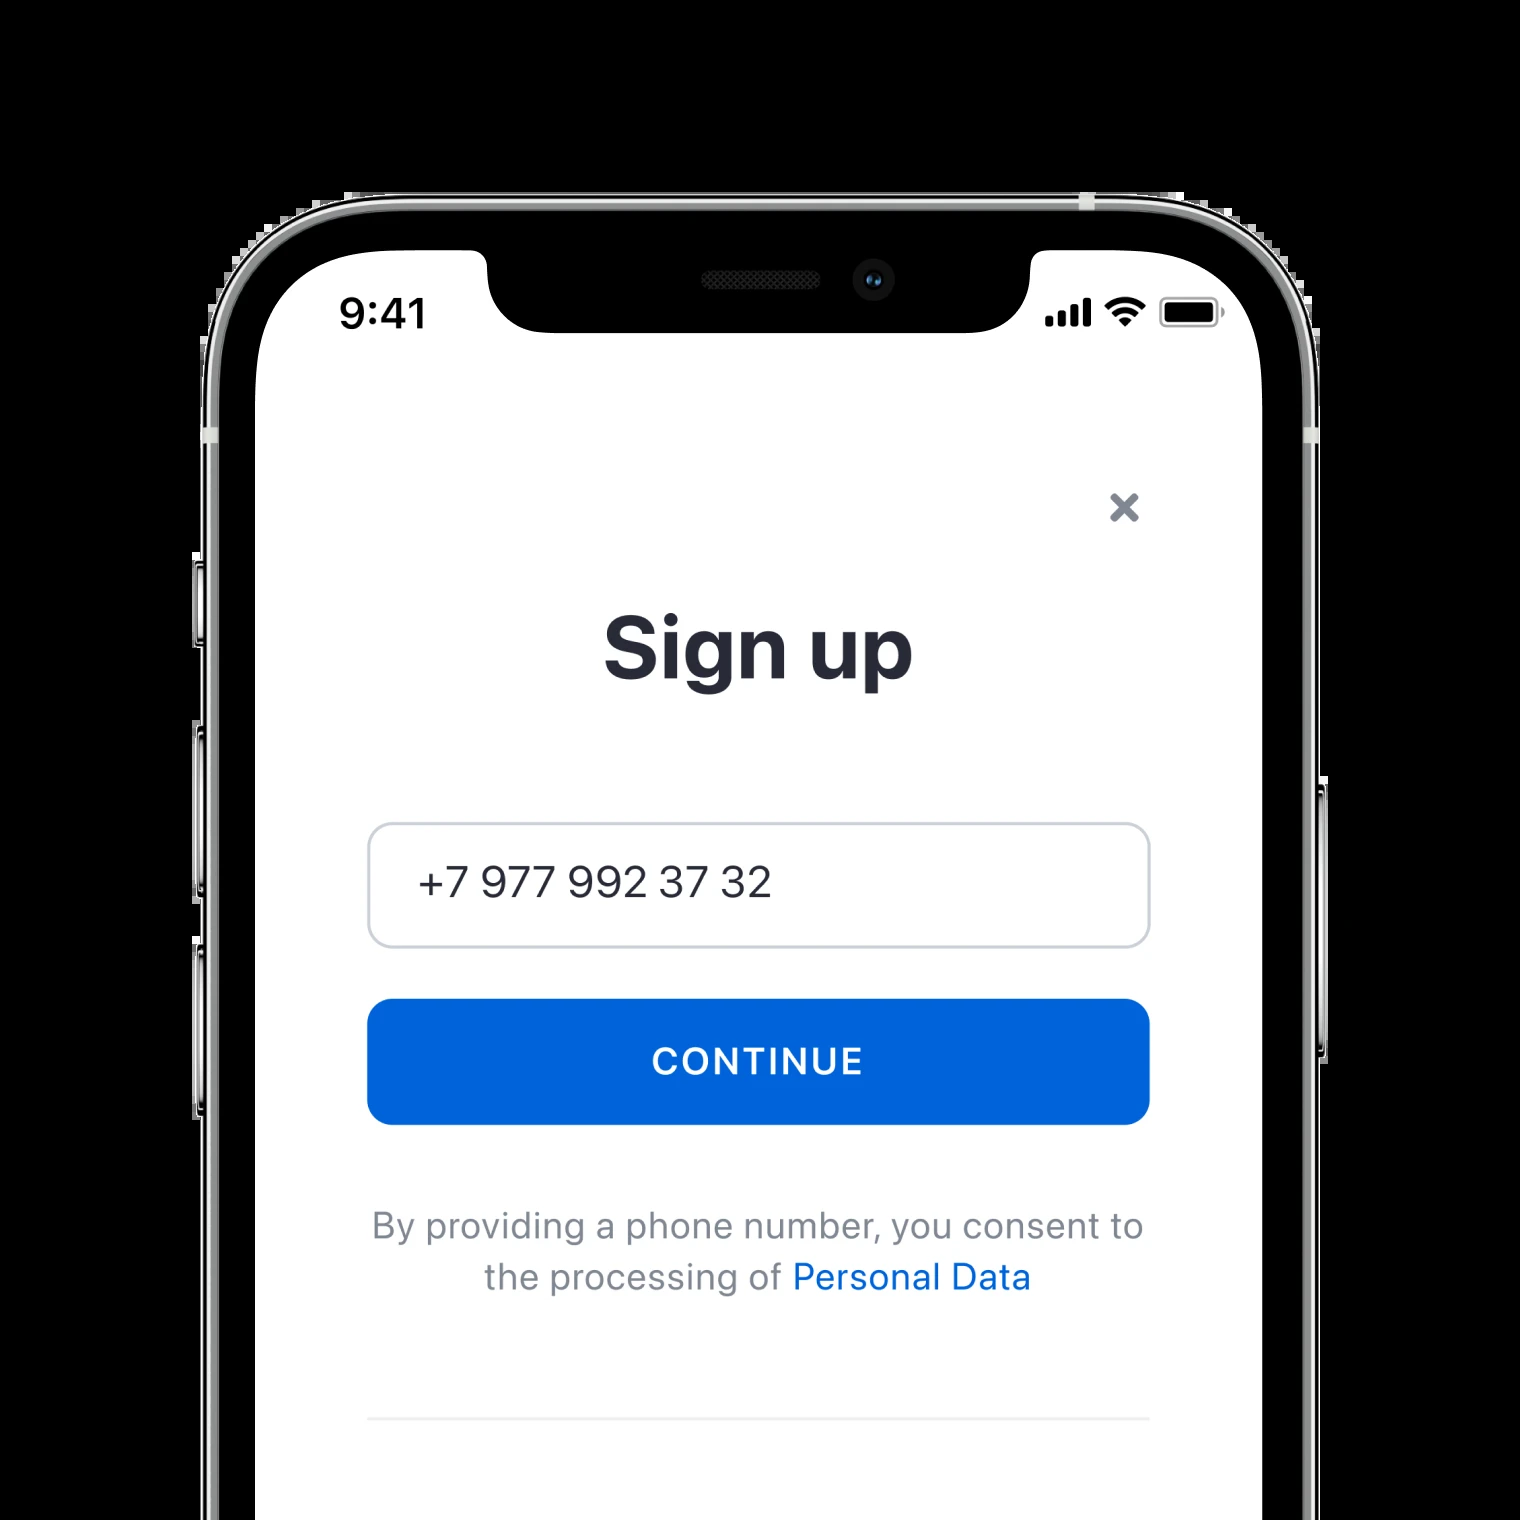 9:41
Sign up
+7 977 992 37 32
CONTINUE
By providing a phone number, you consent to
the processing of Personal Data